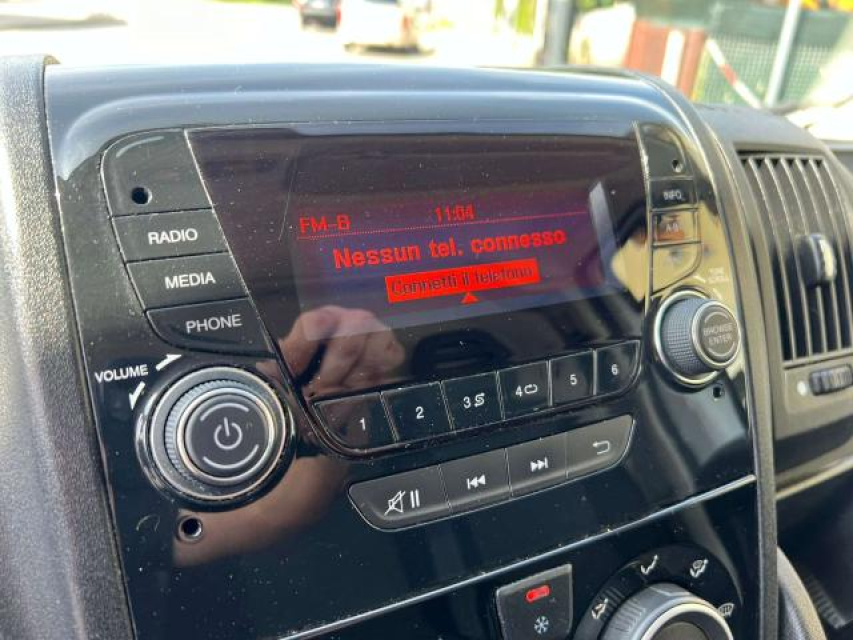 FM-B 11:04
Nessun tel. connesso
Connetti il telefono
INFO
RADIO
MEDIA
PHONE
VOLUME
BROWSE
ENTER
1 2 3 4 5 6